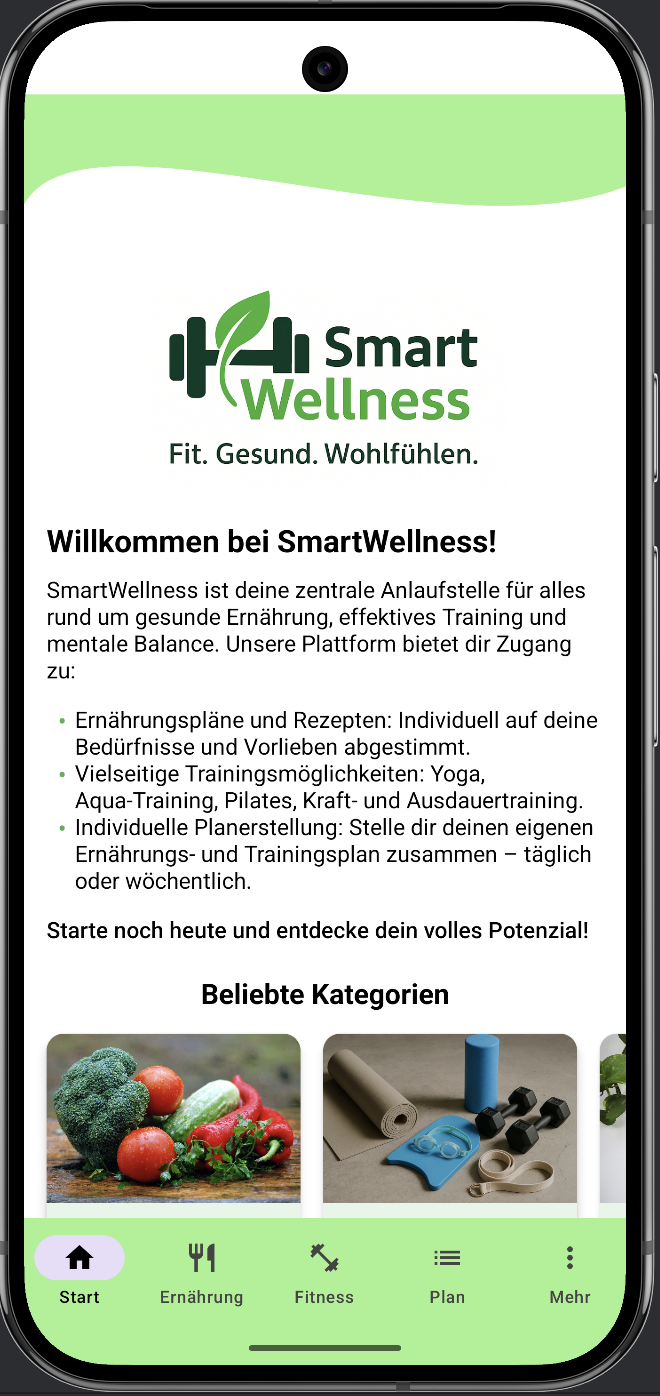 Smart
Wellness
Fit. Gesund. Wohlfühlen.
Willkommen bei SmartWellness!
SmartWellness ist deine zentrale Anlaufstelle für alles
rund um gesunde Ernährung, effektives Training und
mentale Balance. Unsere Plattform bietet dir Zugang
zu:
• Ernährungspläne und Rezepten: Individuell auf deine
Bedürfnisse und Vorlieben abgestimmt.
• Vielseitige Trainingsmöglichkeiten: Yoga,
Aqua-Training, Pilates, Kraft- und Ausdauertraining.
• Individuelle Planerstellung: Stelle dir deinen eigenen
Ernährungs- und Trainingsplan zusammen – täglich
oder wöchentlich.
Starte noch heute und entdecke dein volles Potenzial!
Beliebte Kategorien
Start
Ernährung
Fitness
Plan
Mehr